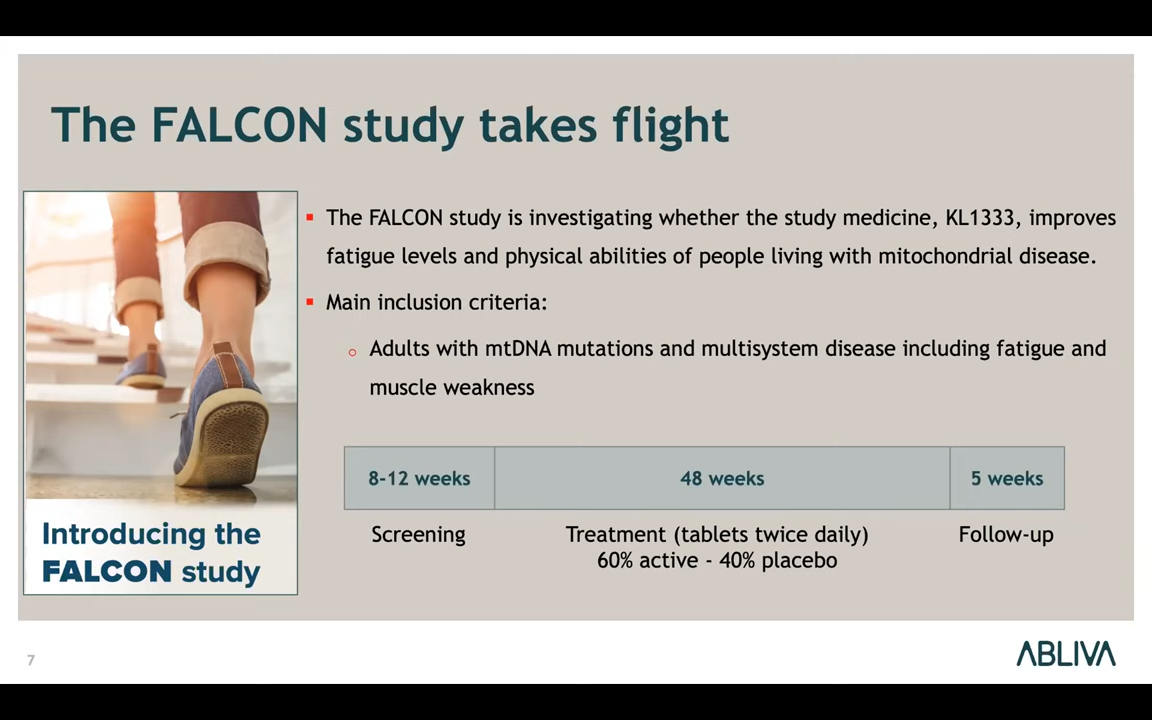 The FALCON study takes flight
Introducing the
FALCON study
▪ The FALCON study is investigating whether the study medicine, KL1333, improves
fatigue levels and physical abilities of people living with mitochondrial disease.
▪ Main inclusion criteria:
○ Adults with mtDNA mutations and multisystem disease including fatigue and
muscle weakness
8-12 weeks
48 weeks
5 weeks
Screening
Treatment (tablets twice daily)
60% active - 40% placebo
Follow-up
7
ABLIVA